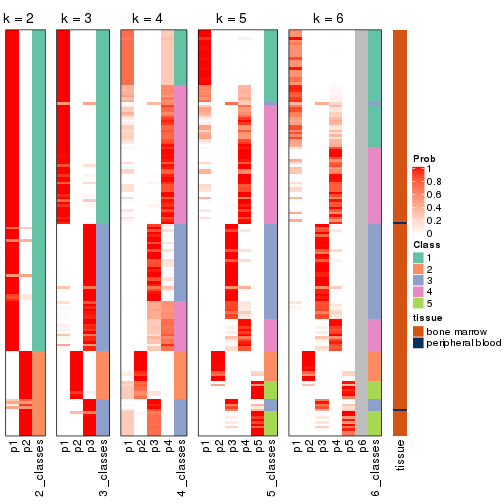 k = 2 k = 3 k = 4 k = 5 k = 6
Prob
1
0.8
0.6
0.4
0.2
0
Class
1
2
3
4
5
tissue
bone marrow
peripheral blood
p1 p2 2_classes p1 p2 p3 3_classes p1 p2 p3 p4 4_classes p1 p2 p3 p4 p5 5_classes p1 p2 p3 p4 p5 p6 6_classes tissue